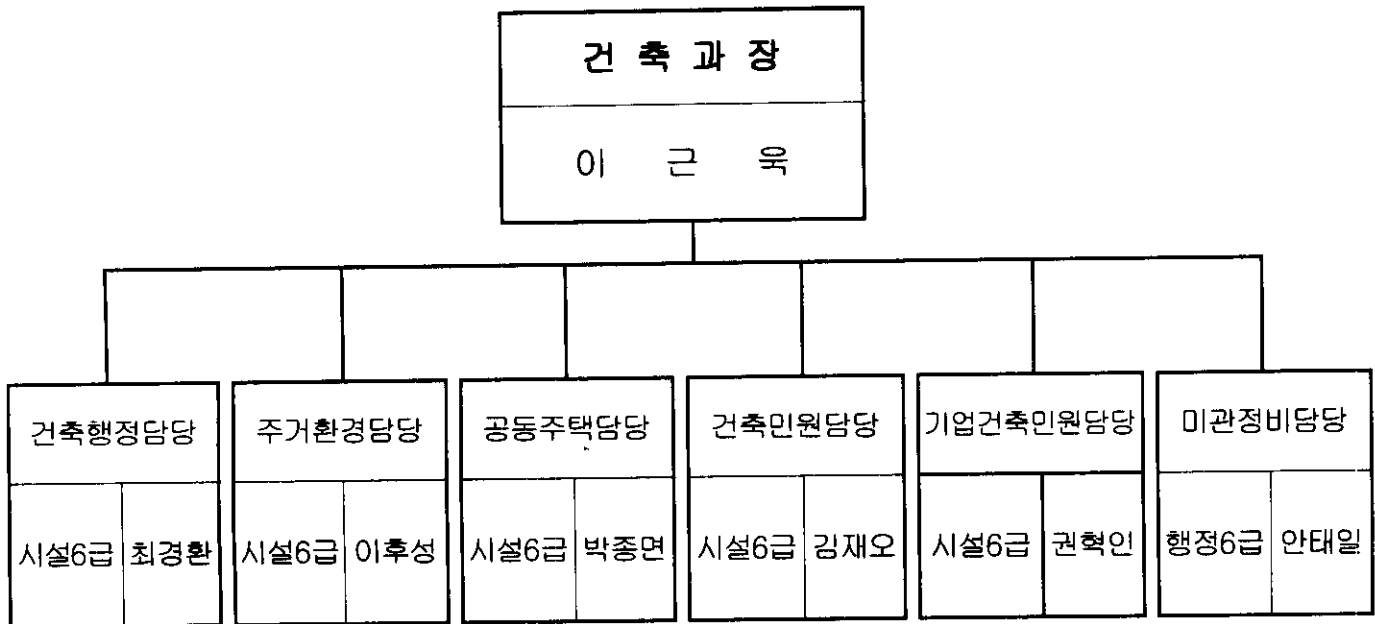 건 축 과 장
이 근 욱
건축행정담당 주거환경담당 공동주택담당 건축민원담당 기업건축민원담당 미관정비담당
시설6급 최경환 시설6급 이후성 시설6급 박종면 시설6급 김재오 시설6급 권혁인 행정6급 안태일